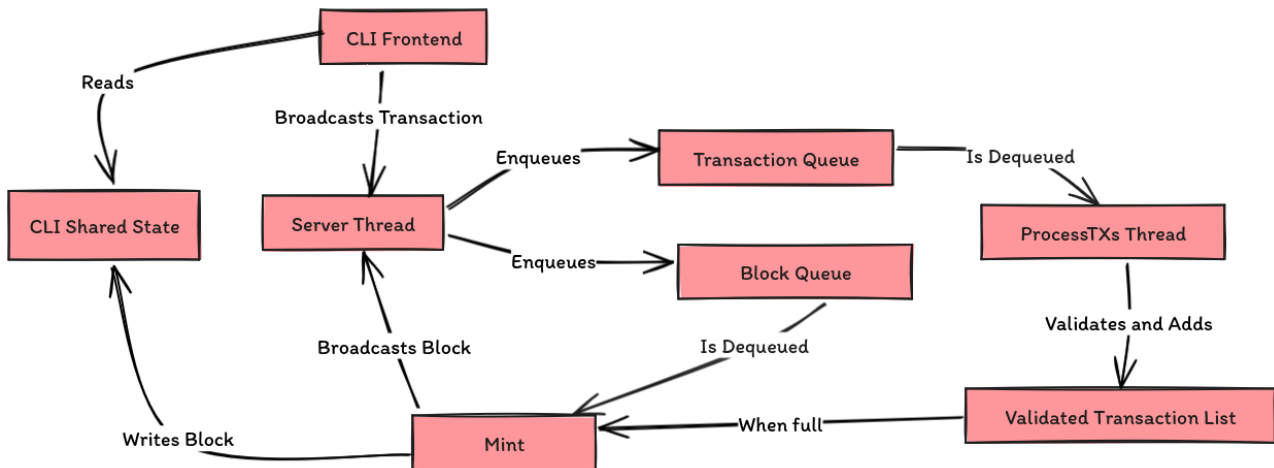 CLI Frontend
Reads
Broadcasts Transaction
Enqueues
Transaction Queue
Is Dequeued
CLI Shared State
Server Thread
ProcessTXs Thread
Enqueues
Block Queue
Validates and Adds
Broadcasts Block
Is Dequeued
Validated Transaction List
When full
Writes Block
Mint